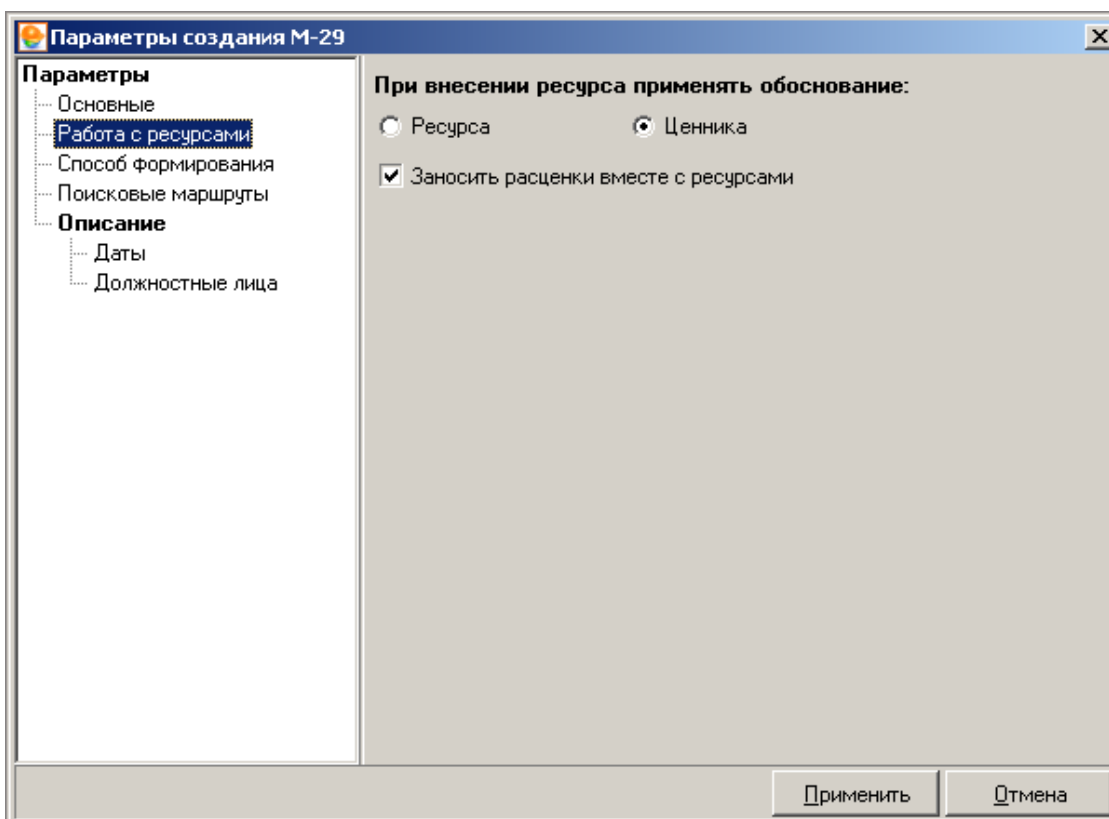 Параметры создания М-29
Параметры
Основные
Работа с ресурсами
Способ формирования
Поисковые маршруты
Описание
Даты
Должностные лица
При внесении ресурса применять обоснование:
Ресурса Ценника
Заносить расценки вместе с ресурсами
Применить Отмена